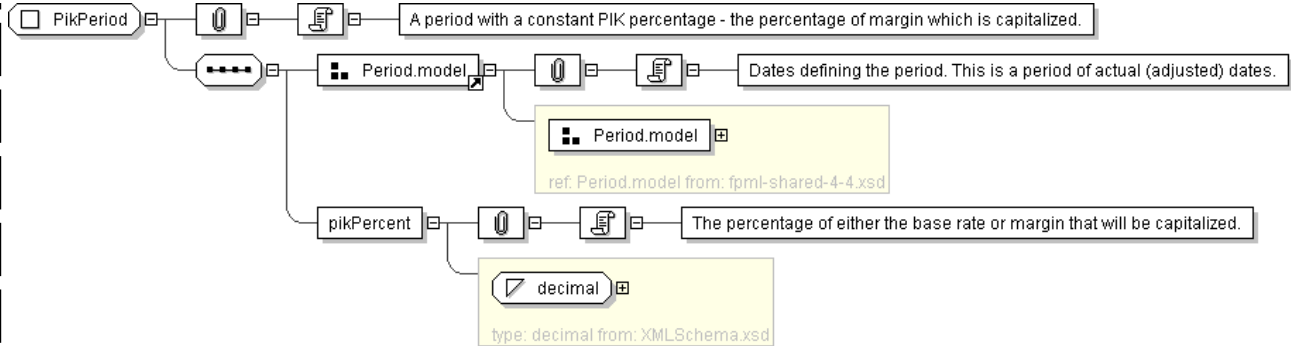 PikPeriod
A period with a constant PIK percentage - the percentage of margin which is capitalized.
Period.model
Dates defining the period. This is a period of actual (adjusted) dates.
Period.model
ref: Period.model from: fpml-shared-4-4.xsd
pikPercent
The percentage of either the base rate or margin that will be capitalized.
decimal
type: decimal from: XMLSchema.xsd